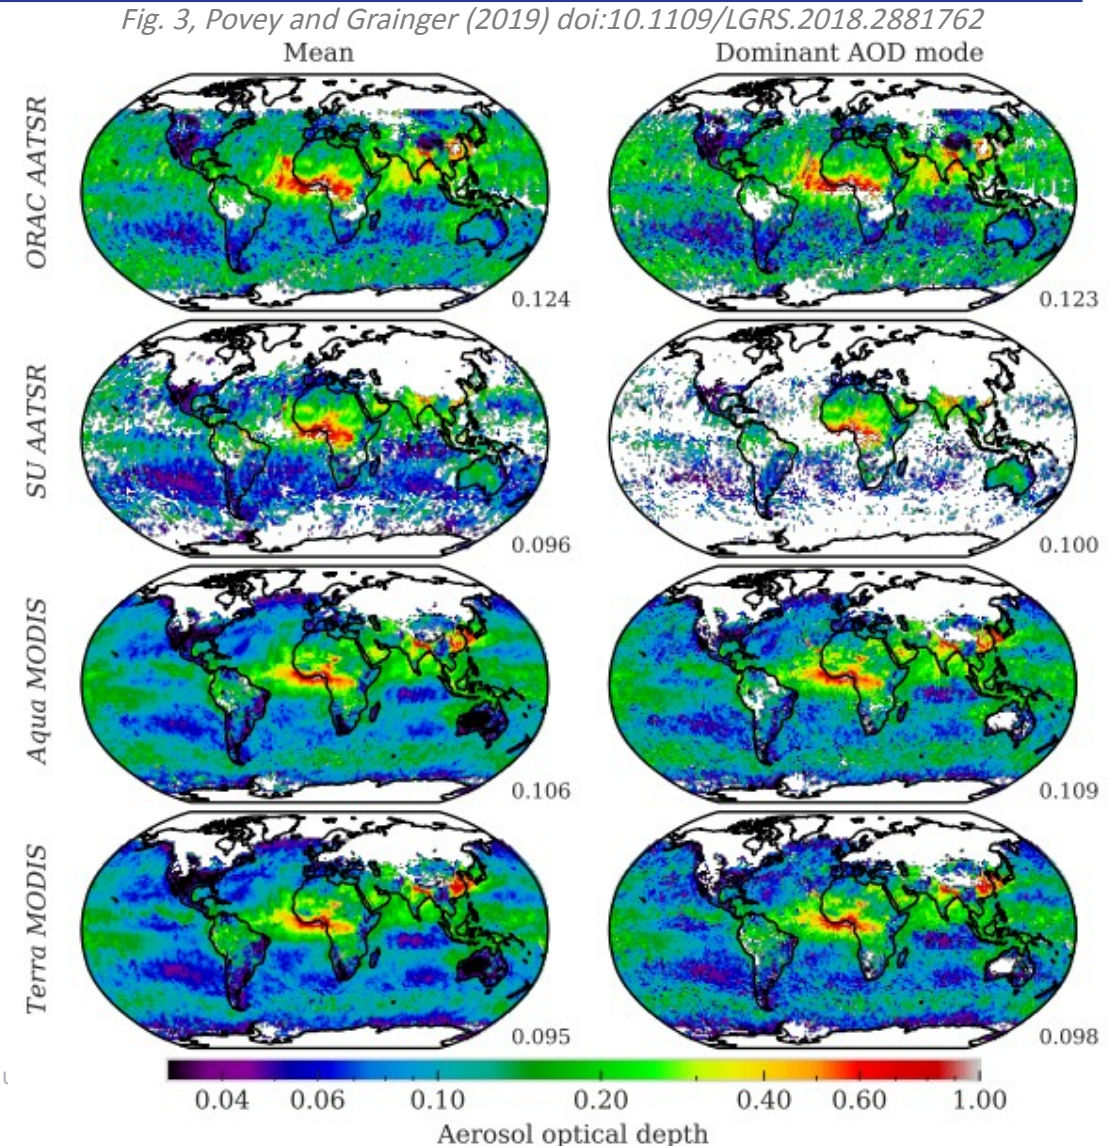 Fig. 3, Povey and Grainger (2019) doi:10.1109/LGRS.2018.2881762
Mean Dominant AOD mode
ORAC AATSR
0.124 0.123
SU AATSR
0.096 0.100
Aqua MODIS
0.106 0.109
Terra MODIS
0.095 0.098
0.04 0.06 0.10 0.20 0.40 0.60 1.00
Aerosol optical depth